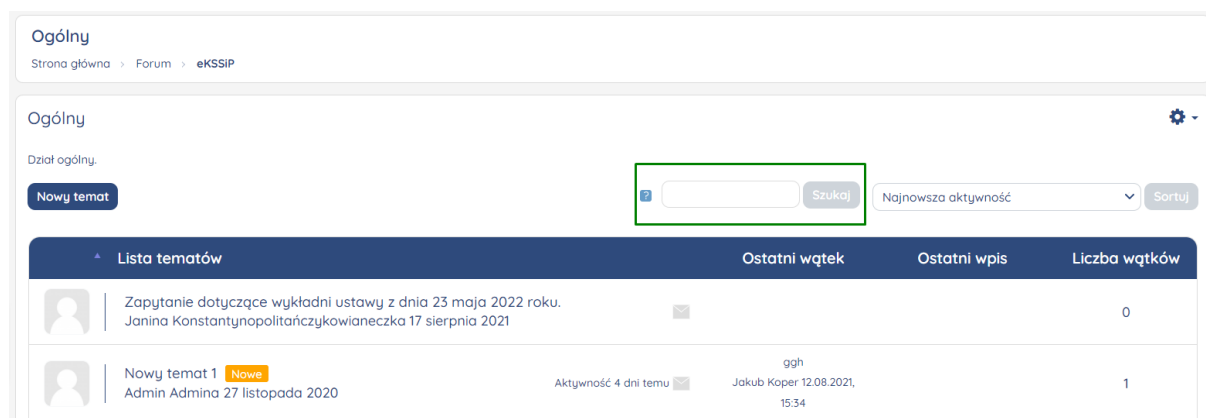 Ogólny
Strona główna > Forum > eKSSiP
Ogólny
Dział ogólny.
Nowy temat
? Szukaj Najnowsza aktywność Sortuj
Lista tematów Ostatni wątek Ostatni wpis Liczba wątków
Zapytanie dotyczące wykładni ustawy z dnia 23 maja 2022 roku.
Janina Konstantynopolitańczykowianeczka 17 sierpnia 2021
0
Nowy temat 1 Nowe
Admin Admina 27 listopada 2020
Aktywność 4 dni temu
ggh
Jakub Koper 12.08.2021,
15:34
1